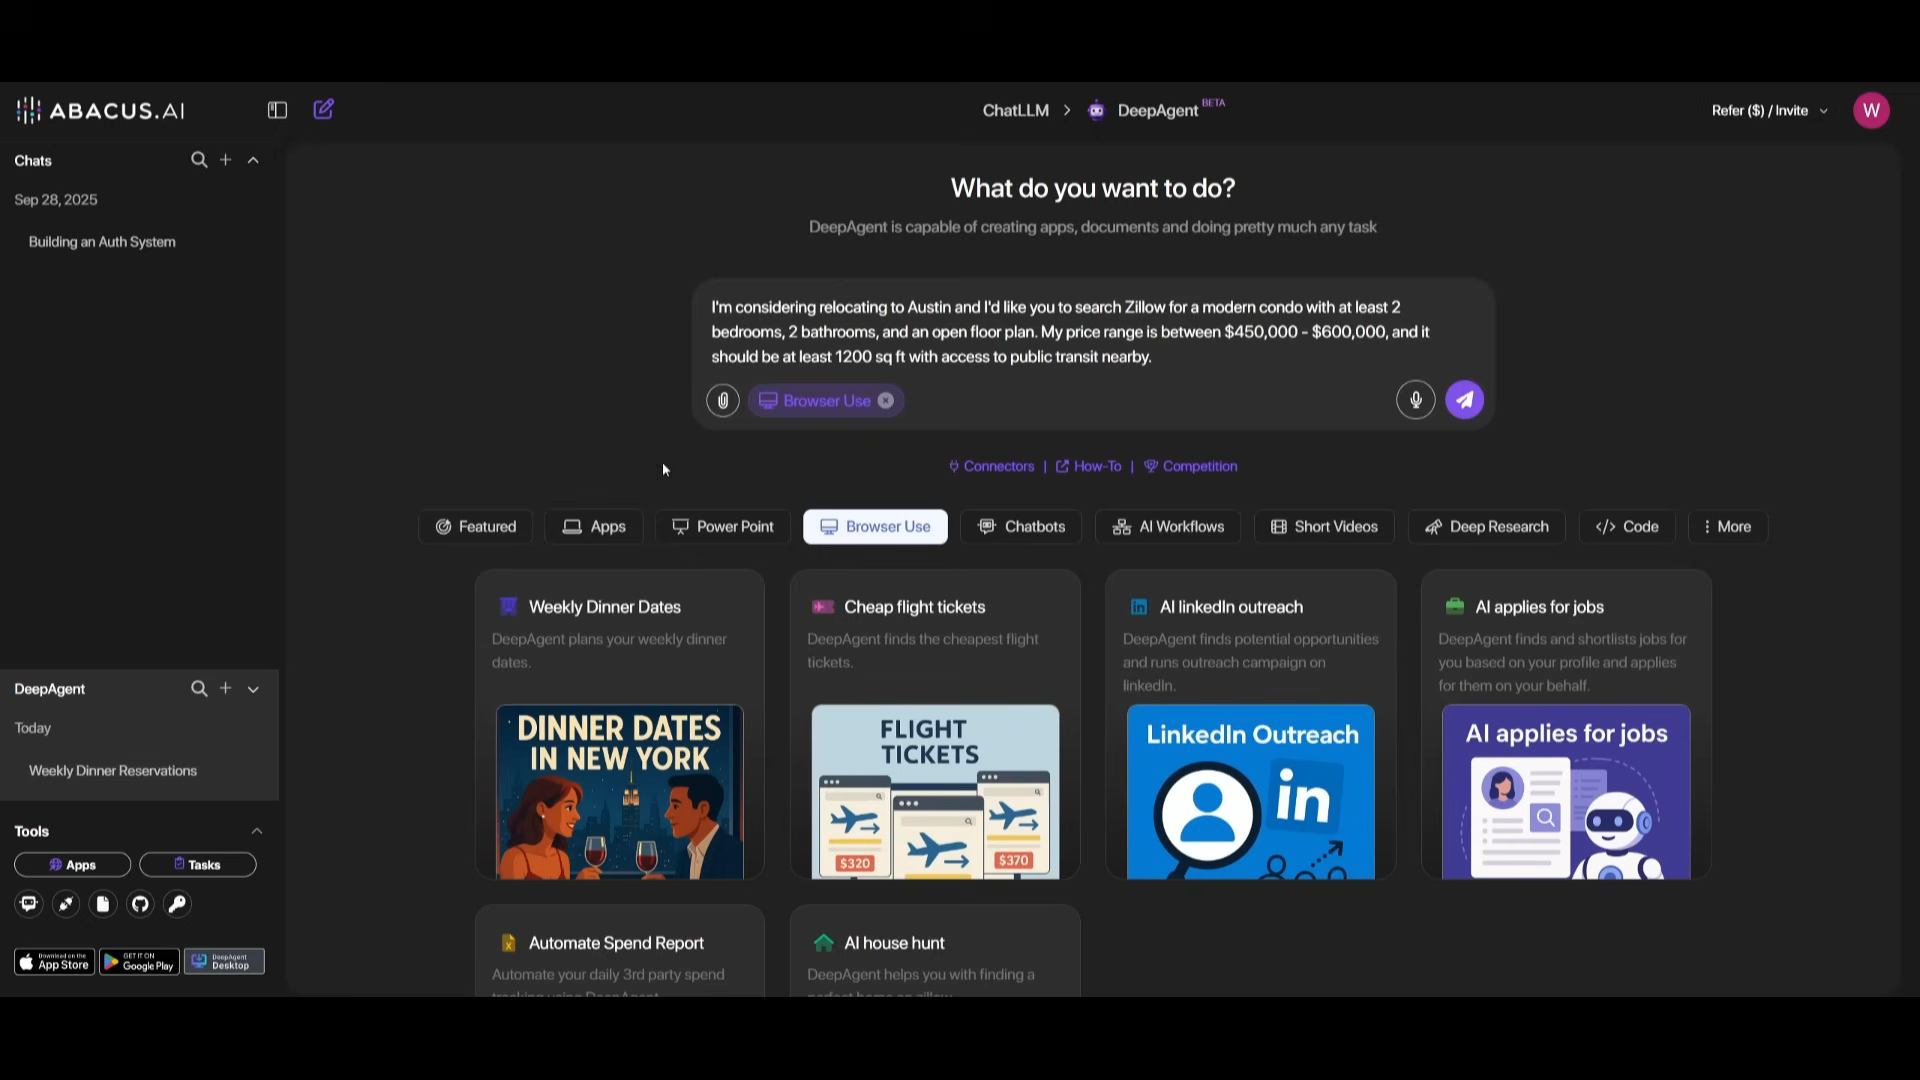 ABACUS.AI
ChatLLM > DeepAgent BETA
Refer ($) / Invite
W
Chats
Sep 28, 2025
Building an Auth System
What do you want to do?
DeepAgent is capable of creating apps, documents and doing pretty much any task
I'm considering relocating to Austin and I'd like you to search Zillow for a modern condo with at least 2
bedrooms, 2 bathrooms, and an open floor plan. My price range is between $450,000 - $600,000, and it
should be at least 1200 sq ft with access to public transit nearby.
Browser Use
Connectors | How-To | Competition
Featured
Apps
Power Point
Browser Use
Chatbots
AI Workflows
Short Videos
Deep Research
</> Code
More
Weekly Dinner Dates
DeepAgent plans your weekly dinner
dates.
DINNER DATES
IN NEW YORK
Cheap flight tickets
DeepAgent finds the cheapest flight
tickets.
FLIGHT
TICKETS
$320
$370
AI linkedIn outreach
DeepAgent finds potential opportunities
and runs outreach campaign on
linkedIn.
LinkedIn Outreach
in
AI applies for jobs
DeepAgent finds and shortlists jobs for
you based on your profile and applies
for them on your behalf.
AI applies for jobs
Automate Spend Report
Automate your daily 3rd party spend
tracking using DeepAgent
AI house hunt
DeepAgent helps you with finding a
perfect home on zillow
DeepAgent
Today
Weekly Dinner Reservations
Tools
Apps
Tasks
Download on the
App Store
GET IT ON
Google Play
DeepAgent
Desktop